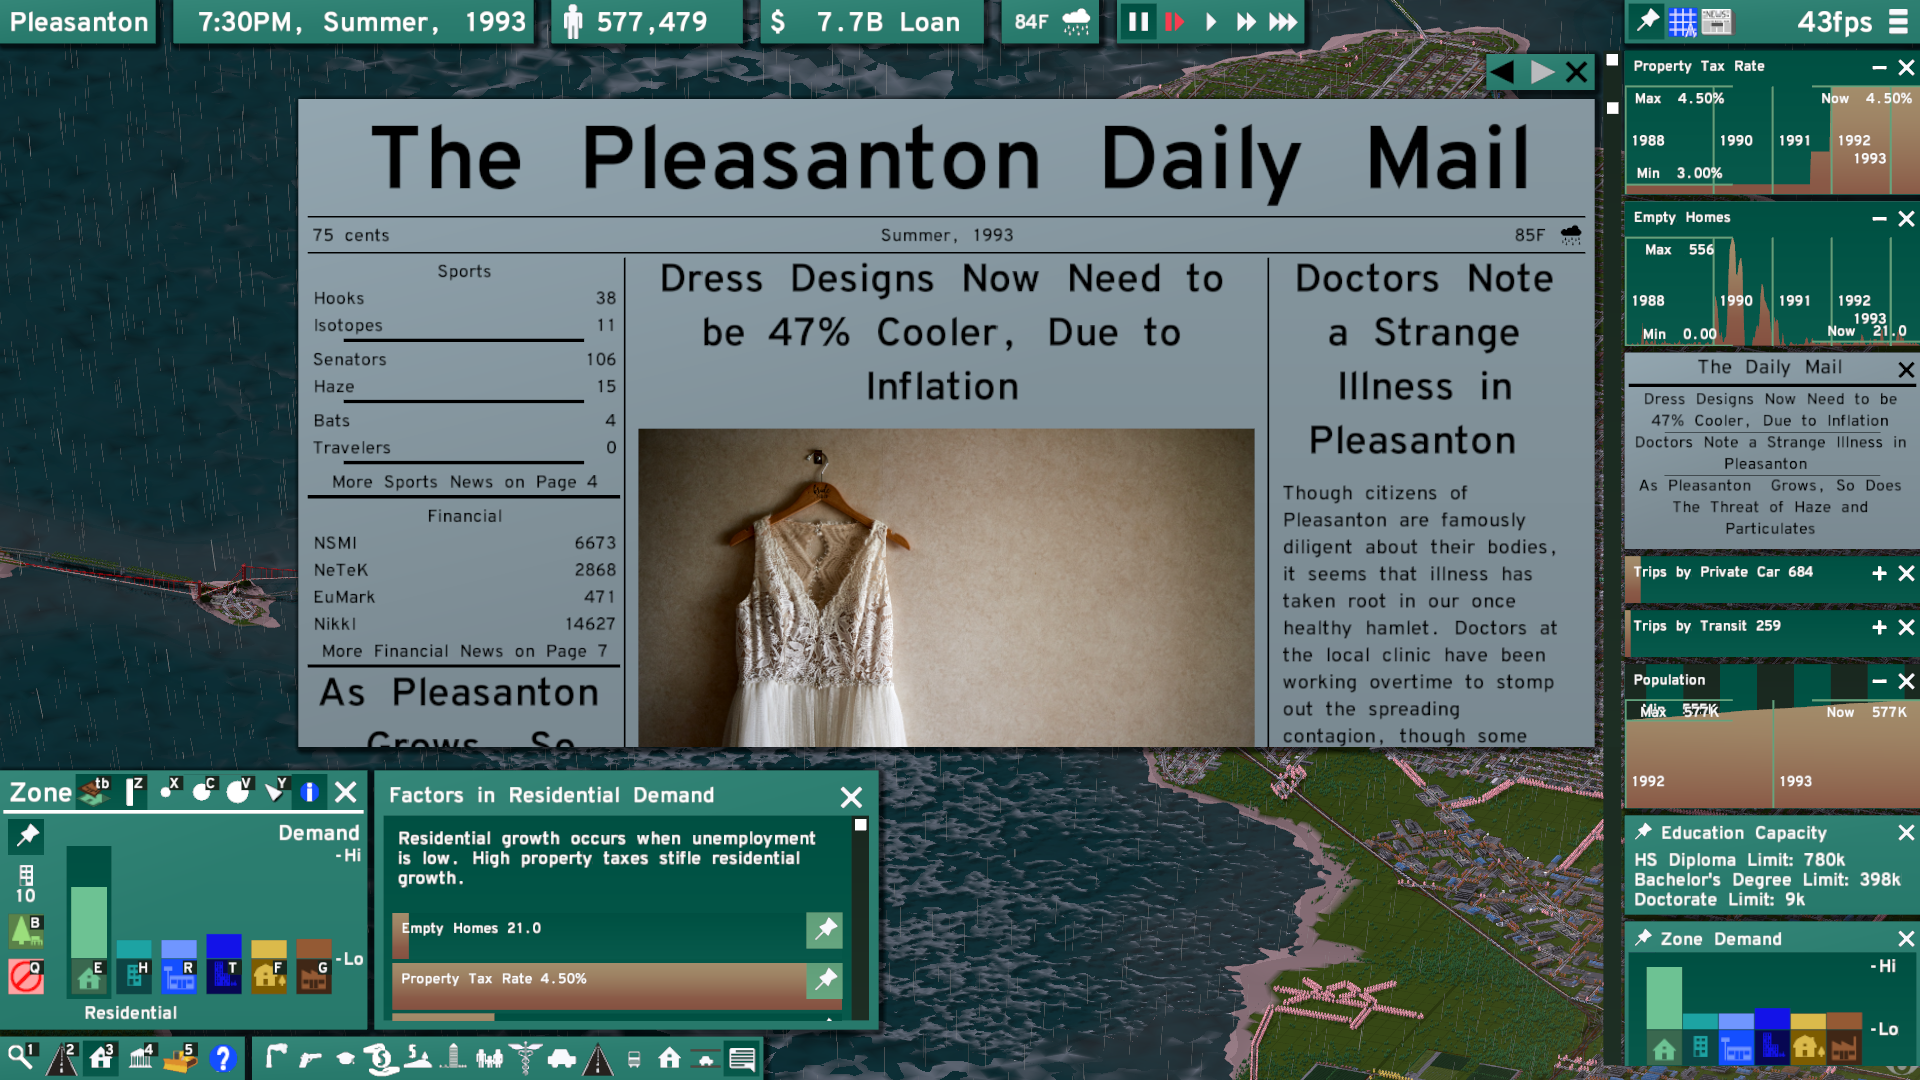 Pleasanton
7:30PM, Summer, 1993
577,479
$ 7.7B Loan
84F
43fps
The Pleasanton Daily Mail
75 cents
Summer, 1993
85F
Sports
Hooks 38
Isotopes 11
Senators 106
Haze 15
Bats 4
Travelers 0
More Sports News on Page 4
Financial
NSMI 6673
NeTeK 2868
EuMark 471
NikkI 14627
More Financial News on Page 7
As Pleasanton
Grows, So
Dress Designs Now Need to
be 47% Cooler, Due to
Inflation
Doctors Note
a Strange
Illness in
Pleasanton
Though citizens of
Pleasanton are famously
diligent about their bodies,
it seems that illness has
taken root in our once
healthy hamlet. Doctors at
the local clinic have been
working overtime to stomp
out the spreading
contagion, though some
Property Tax Rate
Max 4.50%
Now 4.50%
1988 1990 1991 1992
1993
Min 3.00%
Empty Homes
Max 556
1988 1990 1991 1992
1993
Min 0.00
Now 21.0
The Daily Mail
Dress Designs Now Need to be
47% Cooler, Due to Inflation
Doctors Note a Strange Illness in
Pleasanton
As Pleasanton Grows, So Does
The Threat of Haze and
Particulates
Trips by Private Car 684
Trips by Transit 259
Population
Max 577K
Now 577K
1992 1993
Education Capacity
HS Diploma Limit: 780k
Bachelor's Degree Limit: 398k
Doctorate Limit: 9k
Zone Demand
-Hi
-Lo
Zone
tb Z X C V Y
Demand
-Hi
10
B
-Lo
Q
E H R T F G
Residential
Factors in Residential Demand
Residential growth occurs when unemployment
is low. High property taxes stifle residential
growth.
Empty Homes 21.0
Property Tax Rate 4.50%
1 2 3 4 5 ?